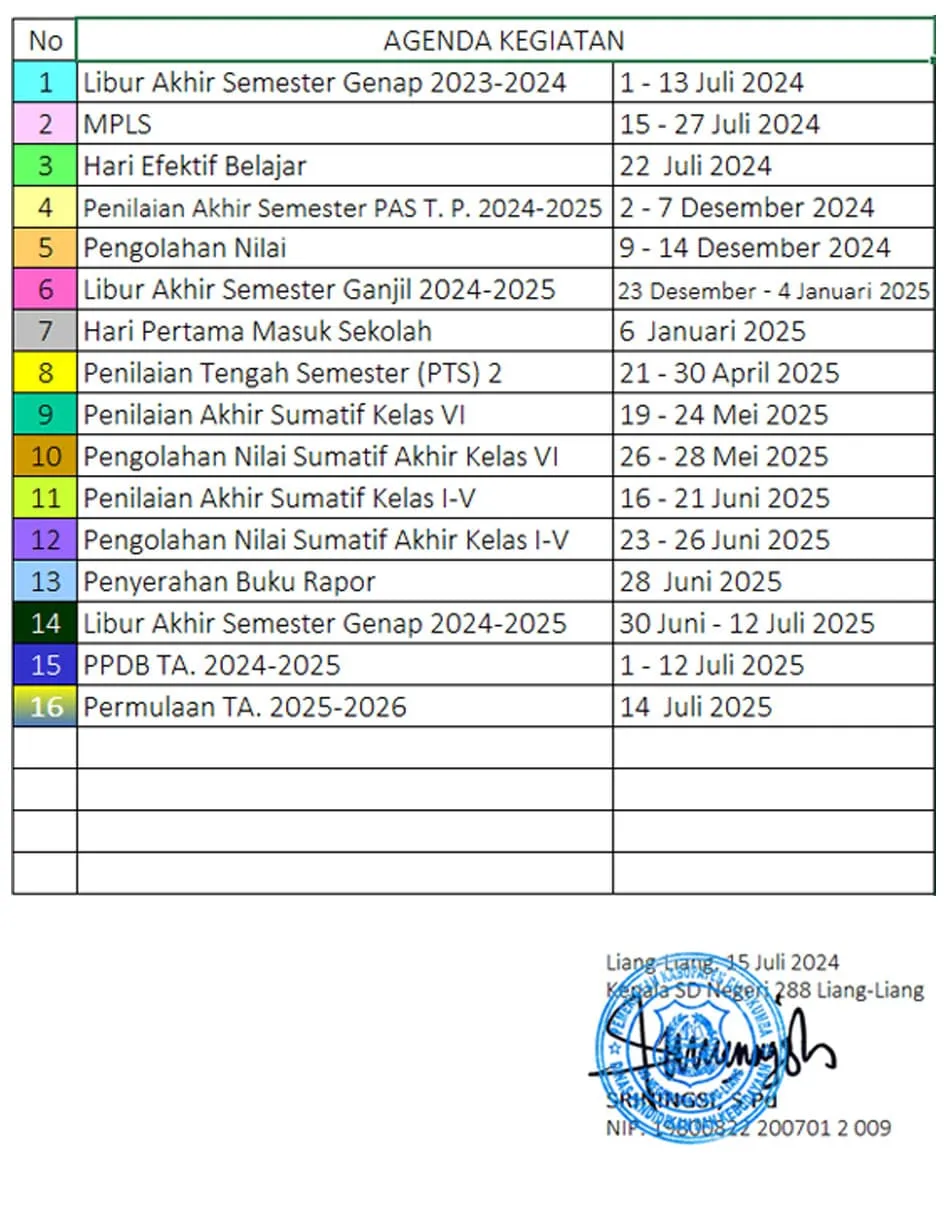 No AGENDA KEGIATAN
1 Libur Akhir Semester Genap 2023-2024 1 - 13 Juli 2024
2 MPLS 15 - 27 Juli 2024
3 Hari Efektif Belajar 22 Juli 2024
4 Penilaian Akhir Semester PAS T. P. 2024-2025 2 - 7 Desember 2024
5 Pengolahan Nilai 9 - 14 Desember 2024
6 Libur Akhir Semester Ganjil 2024-2025 23 Desember - 4 Januari 2025
7 Hari Pertama Masuk Sekolah 6 Januari 2025
8 Penilaian Tengah Semester (PTS) 2 21 - 30 April 2025
9 Penilaian Akhir Sumatif Kelas VI 19 - 24 Mei 2025
10 Pengolahan Nilai Sumatif Akhir Kelas VI 26 - 28 Mei 2025
11 Penilaian Akhir Sumatif Kelas I-V 16 - 21 Juni 2025
12 Pengolahan Nilai Sumatif Akhir Kelas I-V 23 - 26 Juni 2025
13 Penyerahan Buku Rapor 28 Juni 2025
14 Libur Akhir Semester Genap 2024-2025 30 Juni - 12 Juli 2025
15 PPDB TA. 2024-2025 1 - 12 Juli 2025
16 Permulaan TA. 2025-2026 14 Juli 2025
Liang-Liang, 15 Juli 2024
Kepala SD Negeri 288 Liang-Liang
PEMERINTAH KABUPATEN BULUKUMBA
DINAS PENDIDIKAN DAN KEBUDAYAAN
SRININGSI, S.Pd
NIP. 19800822 200701 2 009